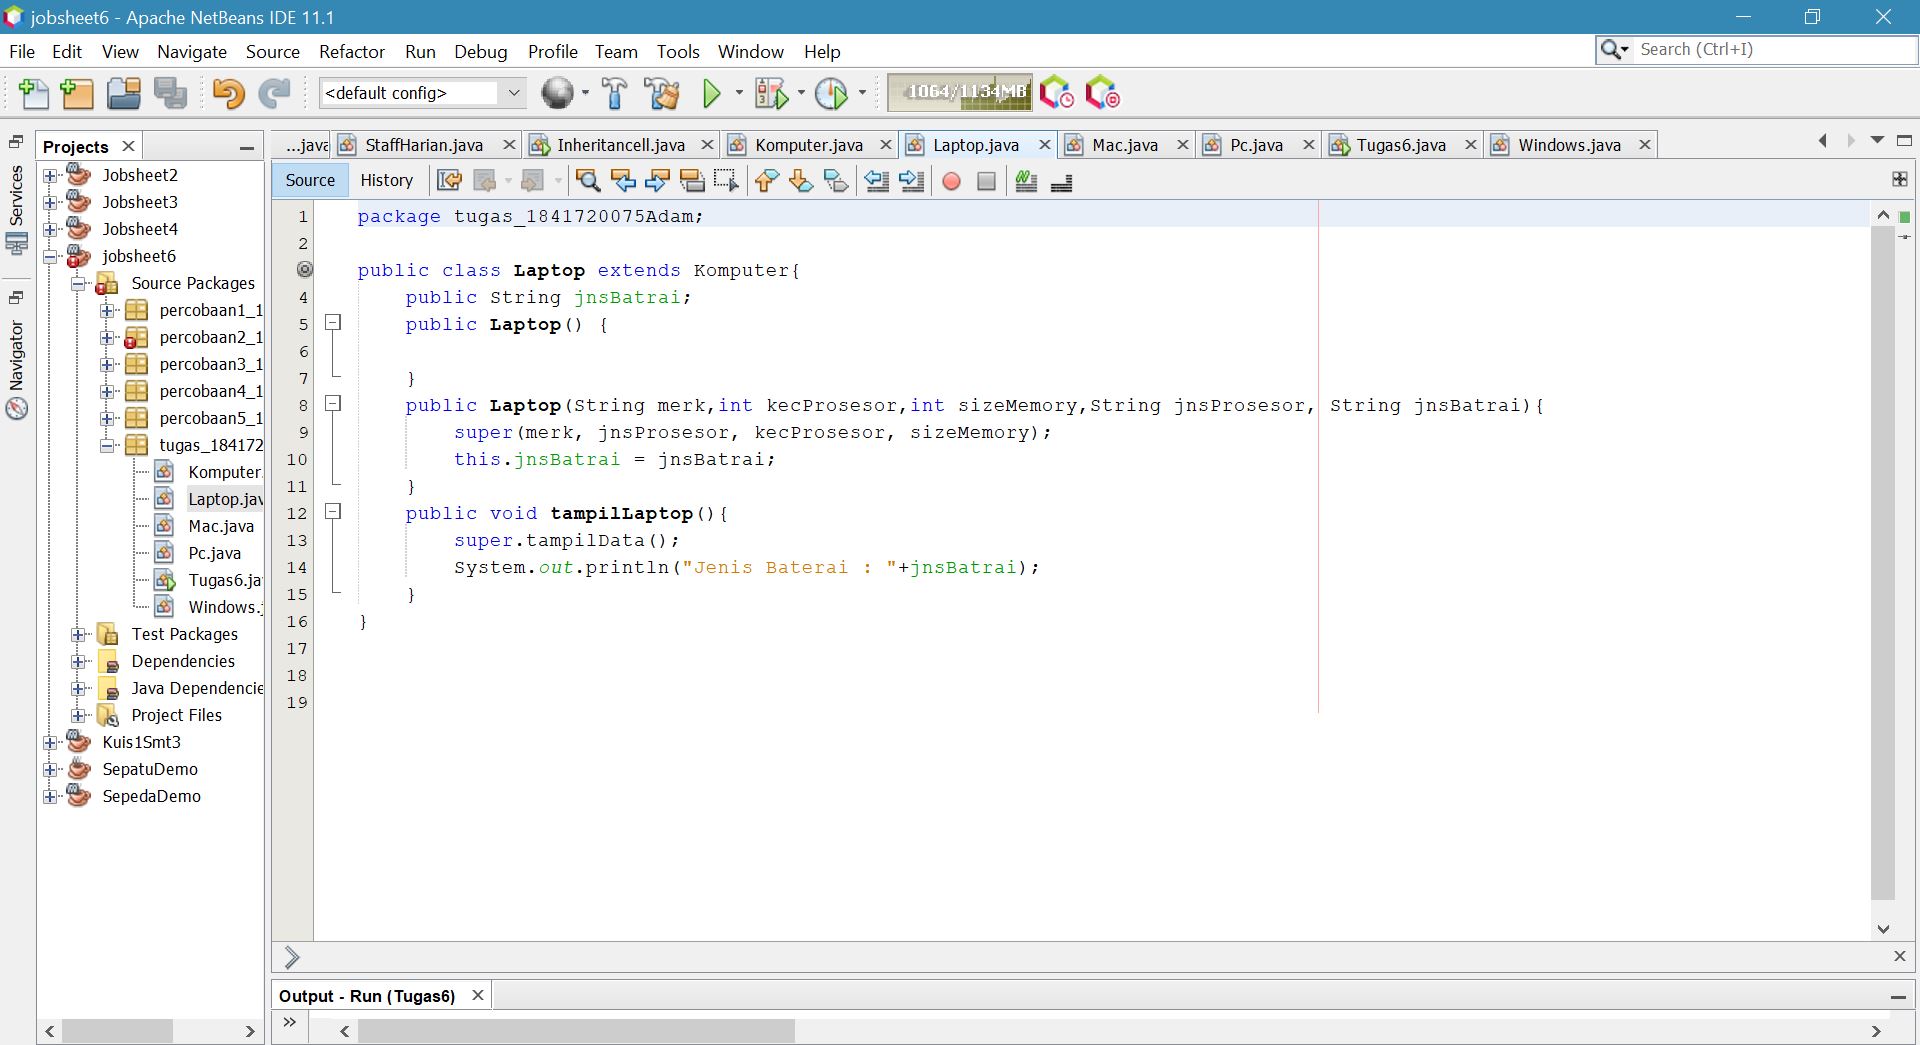 jobsheet6 - Apache NetBeans IDE 11.1
File Edit View Navigate Source Refactor Run Debug Profile Team Tools Window Help
Search (Ctrl+I)
<default config>
1064/1134MB
Services
Navigator
Projects
Jobsheet2
Jobsheet3
Jobsheet4
jobsheet6
Source Packages
percobaan1_1
percobaan2_1
percobaan3_1
percobaan4_1
percobaan5_1
tugas_184172
Komputer.
Laptop.jav
Mac.java
Pc.java
Tugas6.ja
Windows.j
Test Packages
Dependencies
Java Dependencie
Project Files
Kuis1Smt3
SepatuDemo
SepedaDemo
...java StaffHarian.java Inheritancell.java Komputer.java Laptop.java Mac.java Pc.java Tugas6.java Windows.java
Source History
1 package tugas_1841720075Adam;
2
public class Laptop extends Komputer{
4 public String jnsBatrai;
5 public Laptop() {
6
7 }
8 public Laptop(String merk,int kecProsesor,int sizeMemory,String jnsProsesor, String jnsBatrai){
9 super(merk, jnsProsesor, kecProsesor, sizeMemory);
10 this.jnsBatrai = jnsBatrai;
11 }
12 public void tampilLaptop(){
13 super.tampilData();
14 System.out.println("Jenis Baterai : "+jnsBatrai);
15 }
16 }
17
18
19
Output - Run (Tugas6)